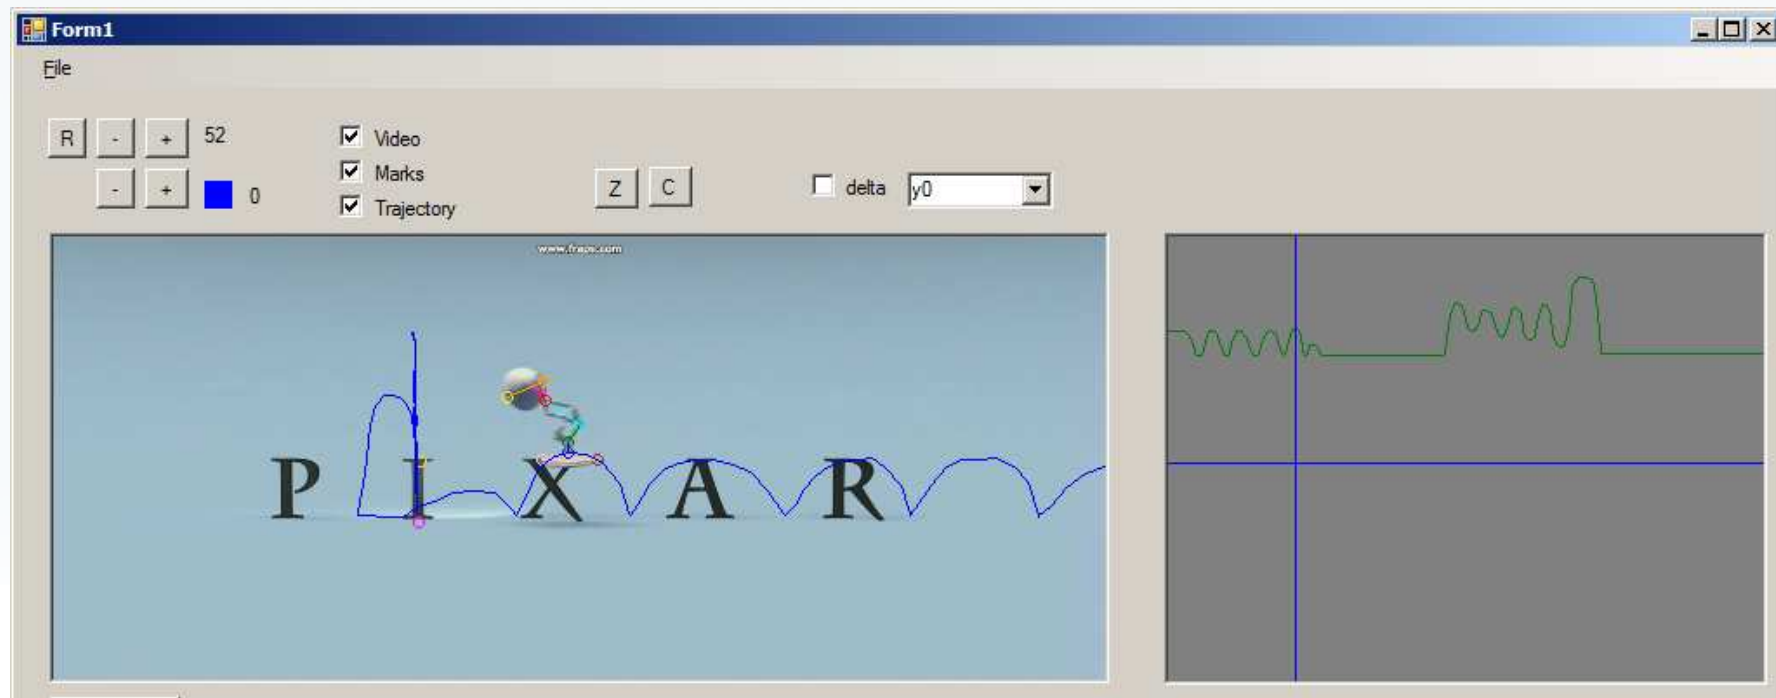 Form1
File
R - + 52
- + 0
Video
Marks
Trajectory
Z C
delta y0
www.fraps.com
P I X A R